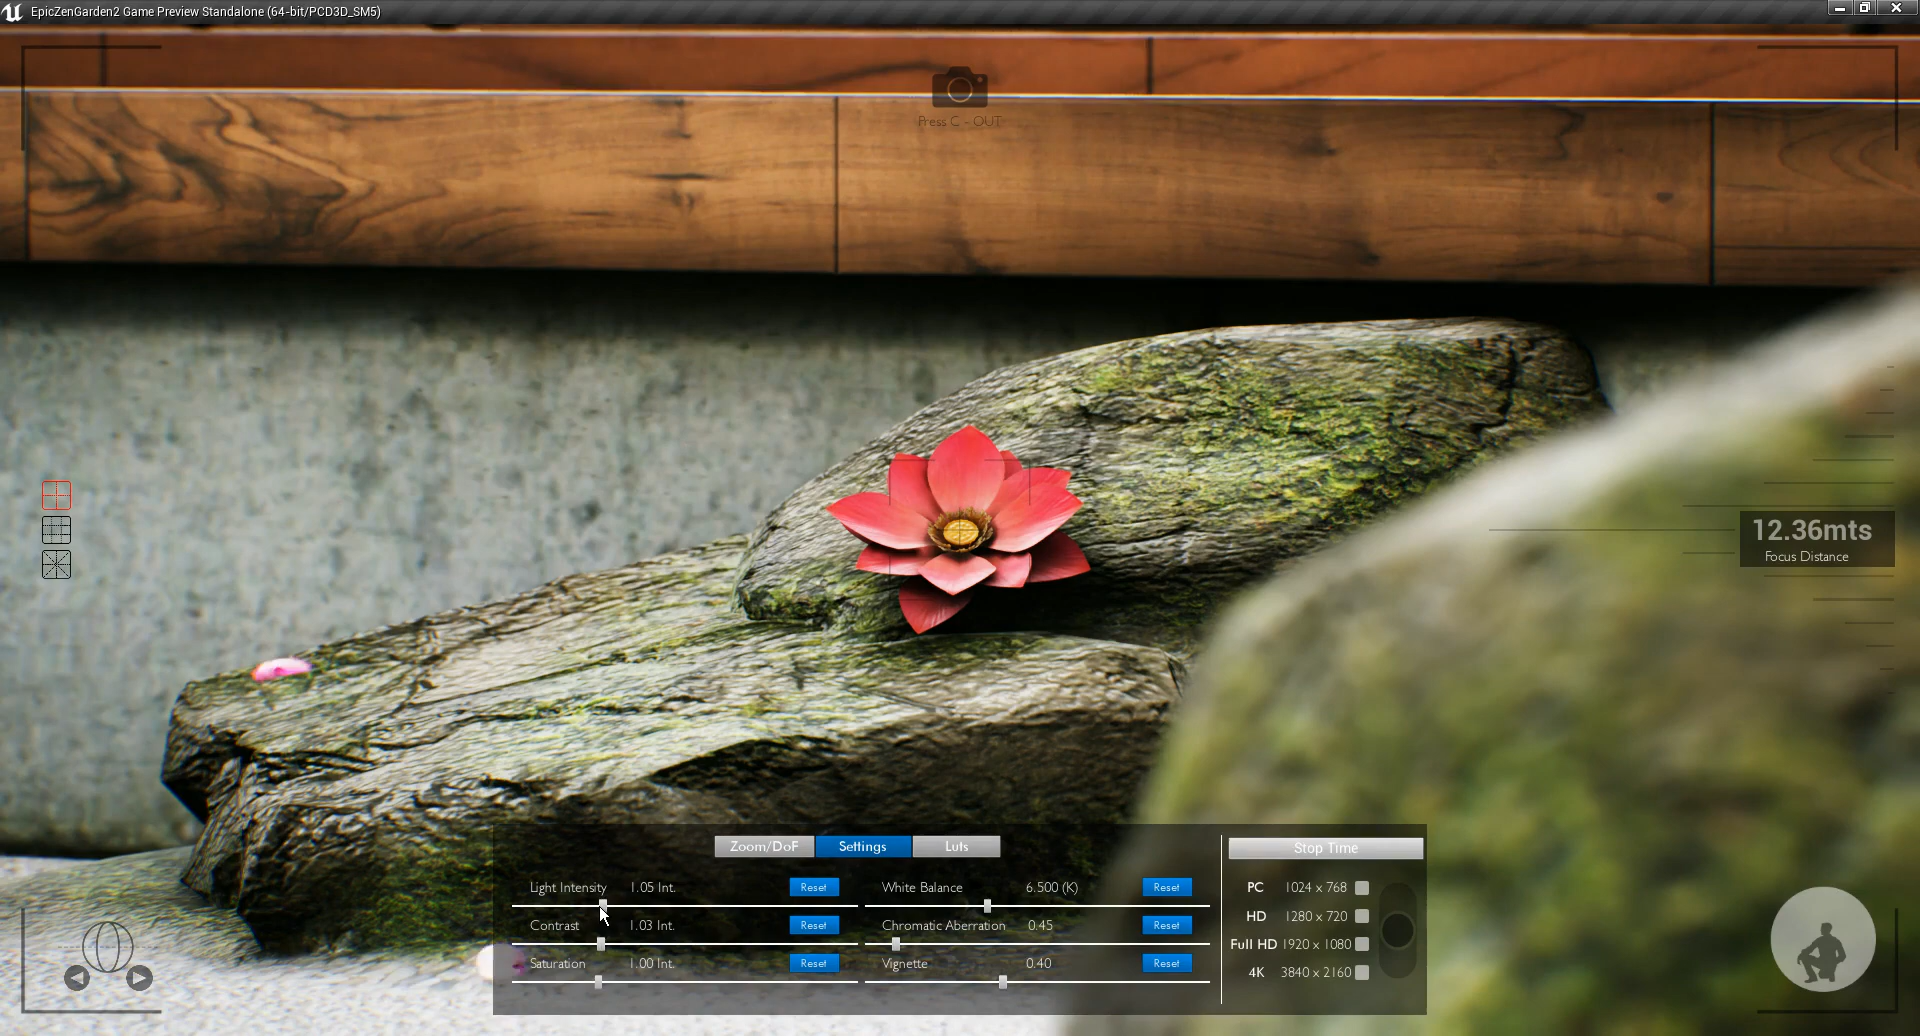 EpicZenGarden2 Game Preview Standalone (64-bit/PCD3D_SM5)
Press C - OUT
12.36mts
Focus Distance
Zoom/DoF Settings Luts
Stop Time
Light Intensity 1.05 Int. Reset
White Balance 6.500 (K) Reset
Contrast 1.03 Int. Reset
Chromatic Aberration 0.45 Reset
Saturation 1.00 Int. Reset
Vignette 0.40 Reset
PC 1024 x 768
HD 1280 x 720
Full HD 1920 x 1080
4K 3840 x 2160